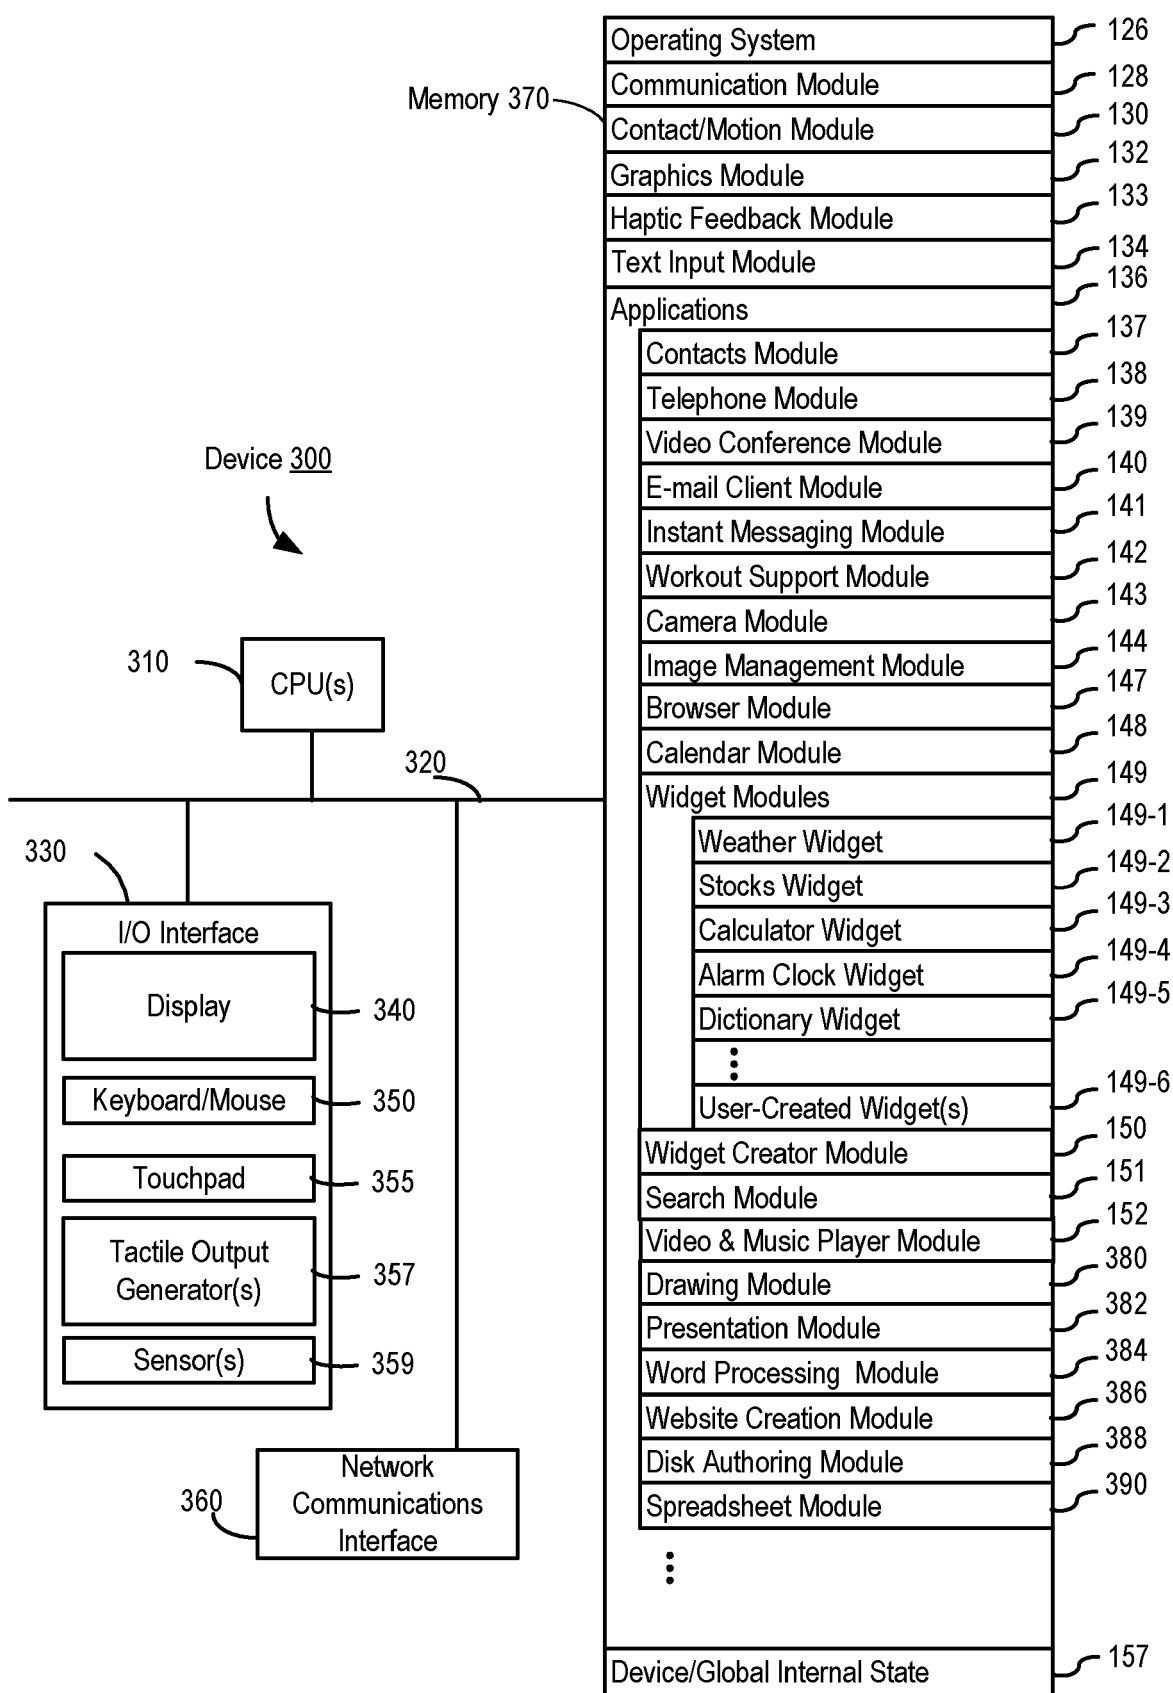 Operating System 126
Communication Module 128
Memory 370
Contact/Motion Module 130
Graphics Module 132
Haptic Feedback Module 133
Text Input Module 134
Applications 136
Contacts Module 137
Telephone Module 138
Video Conference Module 139
E-mail Client Module 140
Instant Messaging Module 141
Workout Support Module 142
Camera Module 143
Image Management Module 144
Browser Module 147
Calendar Module 148
Widget Modules 149
Weather Widget 149-1
Stocks Widget 149-2
Calculator Widget 149-3
Alarm Clock Widget 149-4
Dictionary Widget 149-5
User-Created Widget(s) 149-6
Widget Creator Module 150
Search Module 151
Video & Music Player Module 152
Drawing Module 380
Presentation Module 382
Word Processing Module 384
Website Creation Module 386
Disk Authoring Module 388
Spreadsheet Module 390
Device/Global Internal State 157
Device 300
310
CPU(s)
320
330
I/O Interface
Display 340
Keyboard/Mouse 350
Touchpad 355
Tactile Output
Generator(s) 357
Sensor(s) 359
360
Network
Communications
Interface